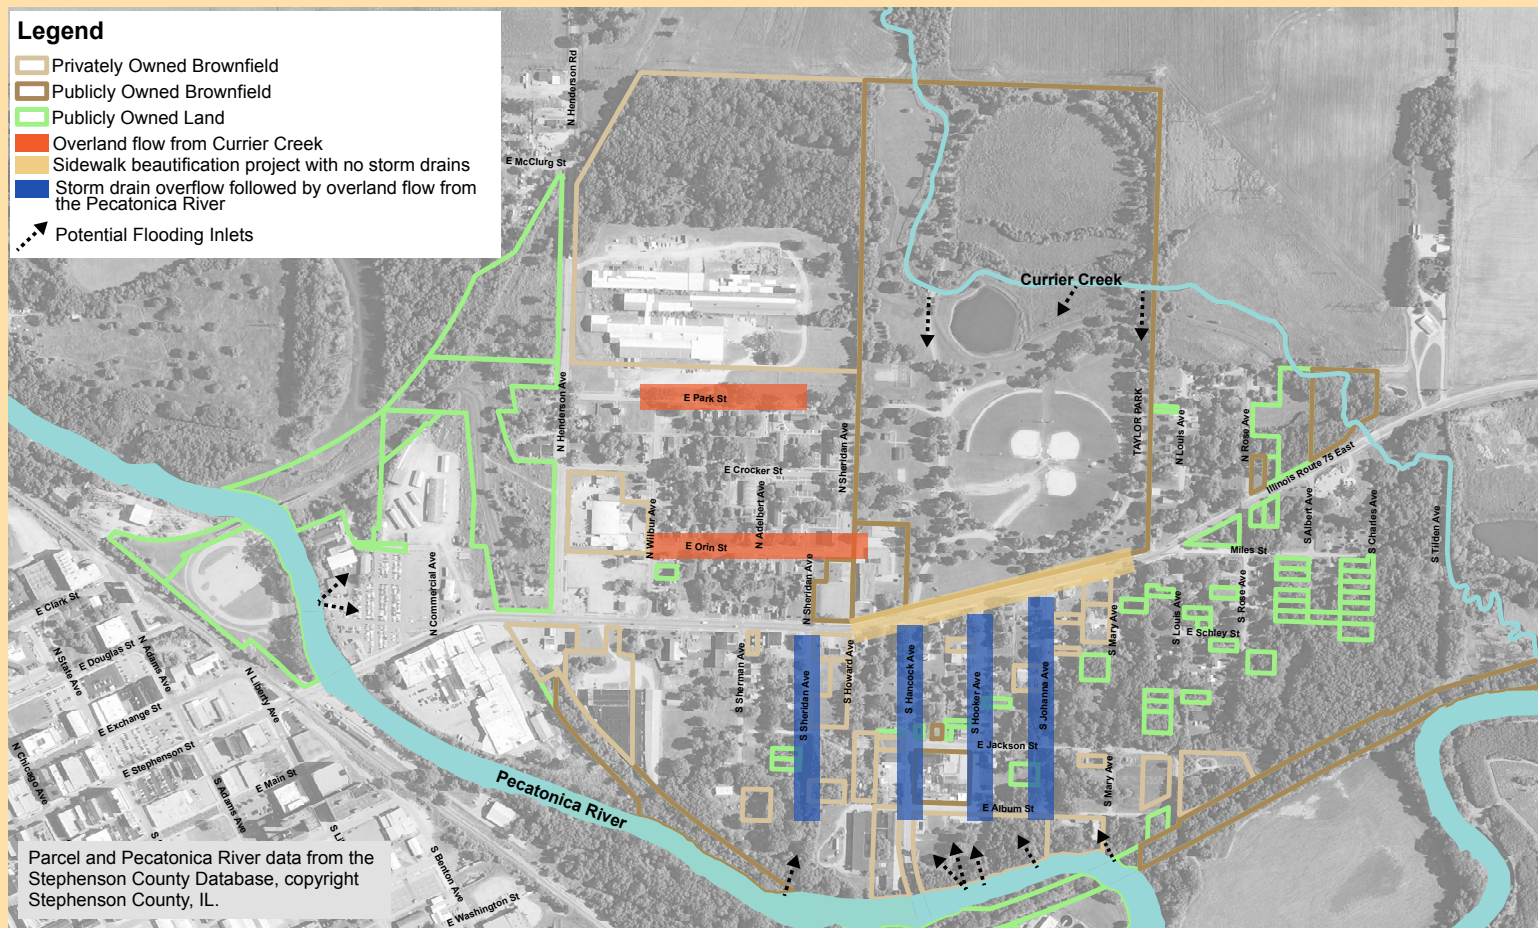 Legend
Privately Owned Brownfield
Publicly Owned Brownfield
Publicly Owned Land
Overland flow from Currier Creek
Sidewalk beautification project with no storm drains
Storm drain overflow followed by overland flow from
the Pecatonica River
Potential Flooding Inlets
N Henderson Rd
E McClurg St
Currier Creek
N Henderson Ave
E Park St
N Sheridan Ave
TAYLOR PARK
N Louis Ave
N Rose Ave
Illinois Route 75 East
E Crocker St
N Wilbur Ave
N Adelbert Ave
E Orin St
N Sheridan Ave
S Albert Ave
S Charles Ave
S Tilden Ave
Miles St
N Commercial Ave
E Clark St
E Douglas St
N State Ave
N Adams Ave
N Liberty Ave
E Exchange St
E Stephenson St
N Chicago Ave
E Main St
S Adams Ave
S Benton Ave
E Washington St
S Sherman Ave
S Sheridan Ave
S Howard Ave
S Hancock Ave
S Hooker Ave
S Johanna Ave
S Mary Ave
S Louis Ave
S Rose Ave
E Schley St
E Jackson St
S Mary Ave
E Album St
Pecatonica River
Parcel and Pecatonica River data from the
Stephenson County Database, copyright
Stephenson County, IL.